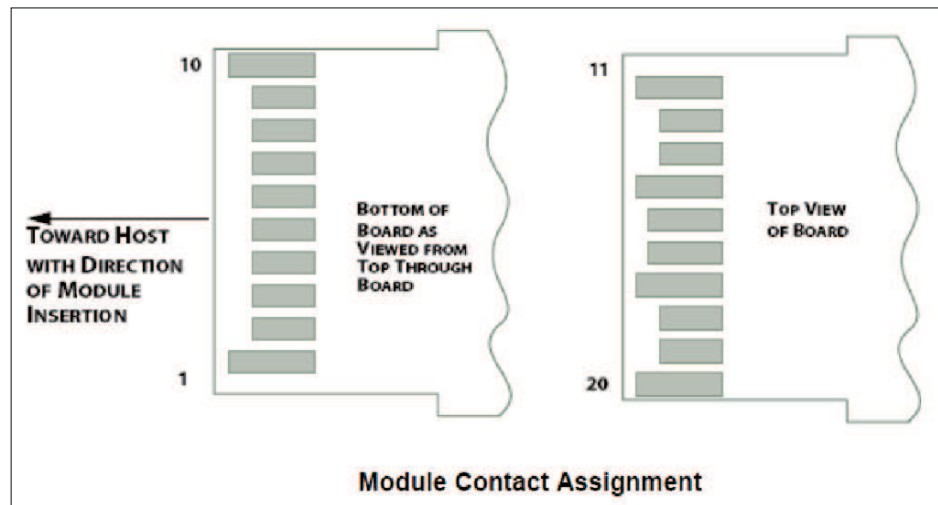 10
1
TOWARD HOST
WITH DIRECTION
OF MODULE
INSERTION
BOTTOM OF
BOARD AS
VIEWED FROM
TOP THROUGH
BOARD
11
20
TOP VIEW
OF BOARD
Module Contact Assignment